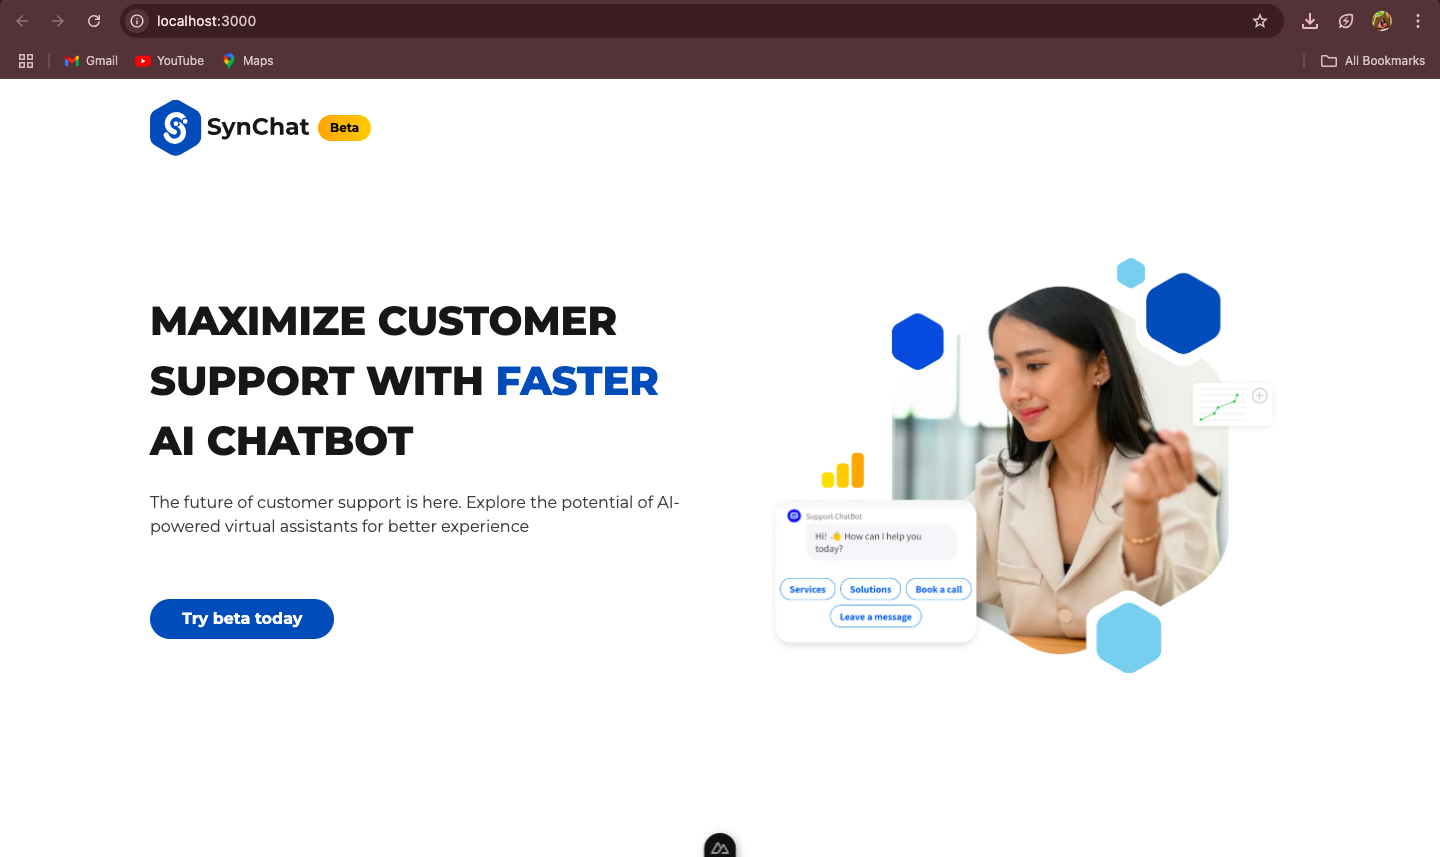 localhost:3000
Gmail
YouTube
Maps
All Bookmarks
SynChat
Beta
MAXIMIZE CUSTOMER
SUPPORT WITH FASTER
AI CHATBOT
The future of customer support is here. Explore the potential of AI-
powered virtual assistants for better experience
Try beta today
Support ChatBot
Hi! 👋 How can I help you
today?
Services
Solutions
Book a call
Leave a message